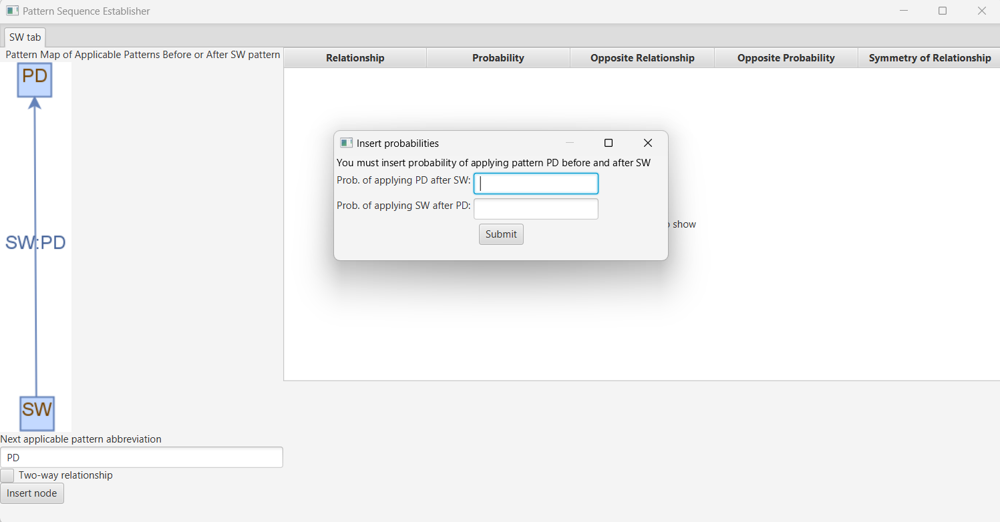 Pattern Sequence Establisher
SW tab
Pattern Map of Applicable Patterns Before or After SW pattern
Relationship Probability Opposite Relationship Opposite Probability Symmetry of Relationship
PD
SW:PD
SW
Insert probabilities
You must insert probability of applying pattern PD before and after SW
Prob. of applying PD after SW:
Prob. of applying SW after PD:
Submit
show
Next applicable pattern abbreviation
PD
Two-way relationship
Insert node